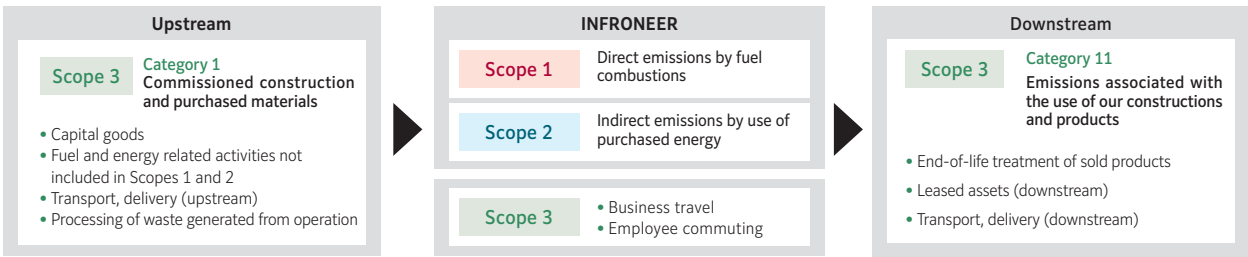 Upstream
Scope 3
Category 1
Commissioned construction
and purchased materials
• Capital goods
• Fuel and energy related activities not
included in Scopes 1 and 2
• Transport, delivery (upstream)
• Processing of waste generated from operation
INFRONEER
Scope 1
Direct emissions by fuel
combustions
Scope 2
Indirect emissions by use of
purchased energy
Scope 3
• Business travel
• Employee commuting
Downstream
Scope 3
Category 11
Emissions associated with
the use of our constructions
and products
• End-of-life treatment of sold products
• Leased assets (downstream)
• Transport, delivery (downstream)